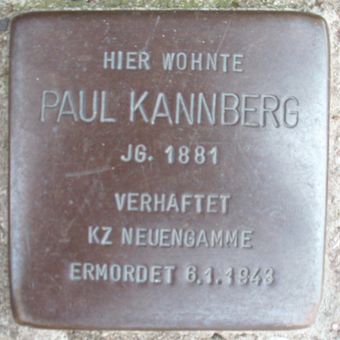 HIER WOHNTE
PAUL KANNBERG
JG. 1881
VERHAFTET
KZ NEUENGAMME
ERMORDET 6.1.1943